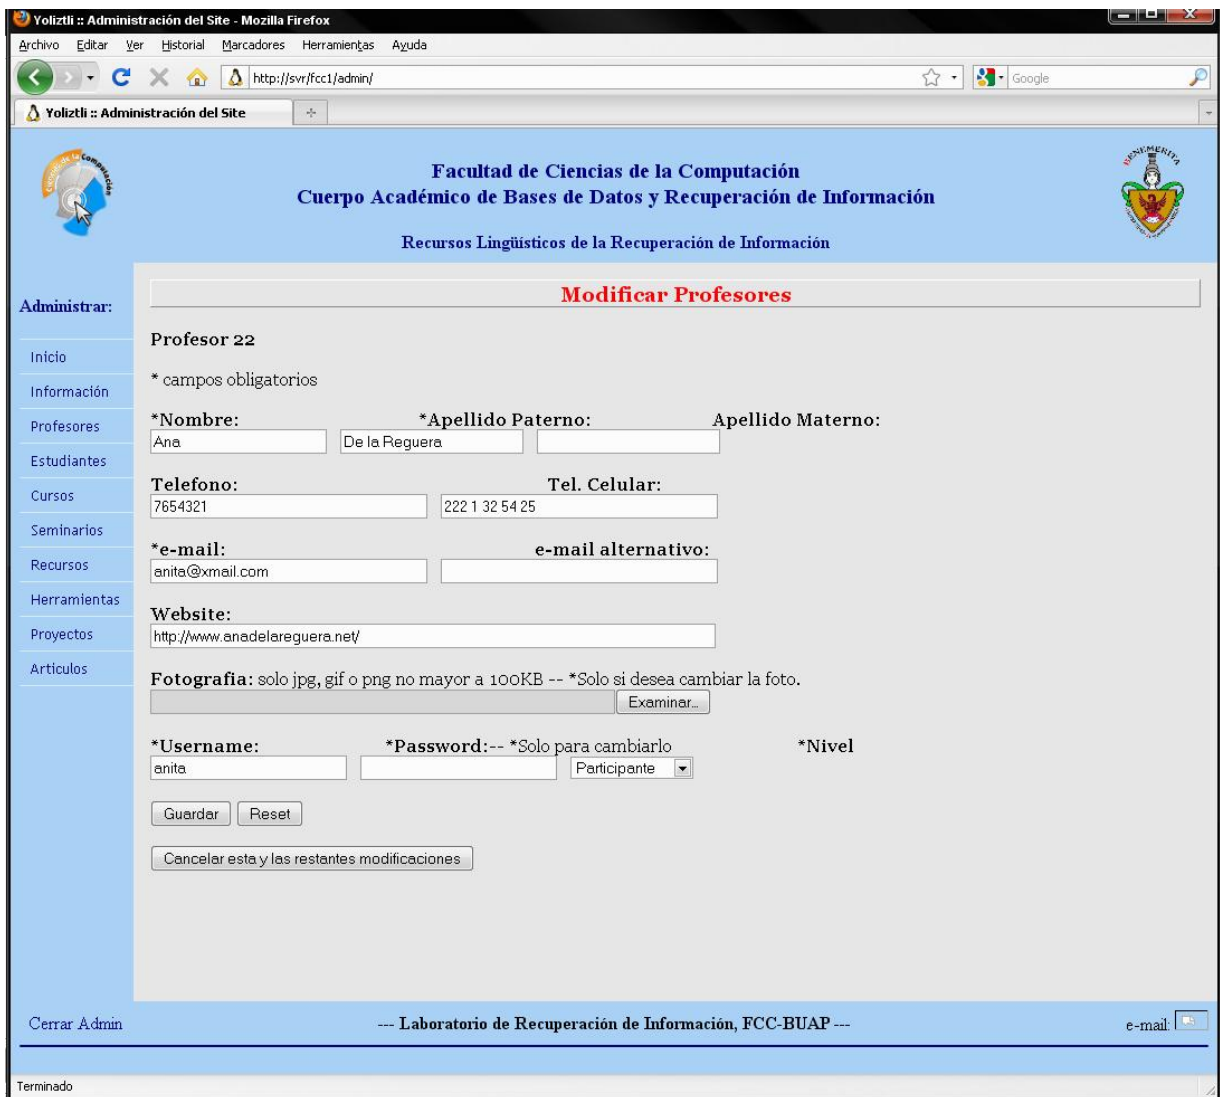 Yoliztli :: Administración del Site - Mozilla Firefox
Archivo Editar Ver Historial Marcadores Herramientas Ayuda
http://svr/fcc1/admin/ Google
Yoliztli :: Administración del Site
Ciencias de la Computación
BENEMERITA
Facultad de Ciencias de la Computación
Cuerpo Académico de Bases de Datos y Recuperación de Información
Recursos Lingüísticos de la Recuperación de Información
Administrar:
Inicio
Información
Profesores
Estudiantes
Cursos
Seminarios
Recursos
Herramientas
Proyectos
Articulos
Modificar Profesores
Profesor 22
* campos obligatorios
*Nombre: *Apellido Paterno: Apellido Materno:
Ana De la Reguera
Telefono: Tel. Celular:
7654321 222 1 32 54 25
*e-mail: e-mail alternativo:
anita@xmail.com
Website:
http://www.anadelareguera.net/
Fotografia: solo jpg, gif o png no mayor a 100KB -- *Solo si desea cambiar la foto.
Examinar...
*Username: *Password:-- *Solo para cambiarlo *Nivel
anita Participante
Guardar Reset
Cancelar esta y las restantes modificaciones
Cerrar Admin --- Laboratorio de Recuperación de Información, FCC-BUAP --- e-mail:
Terminado